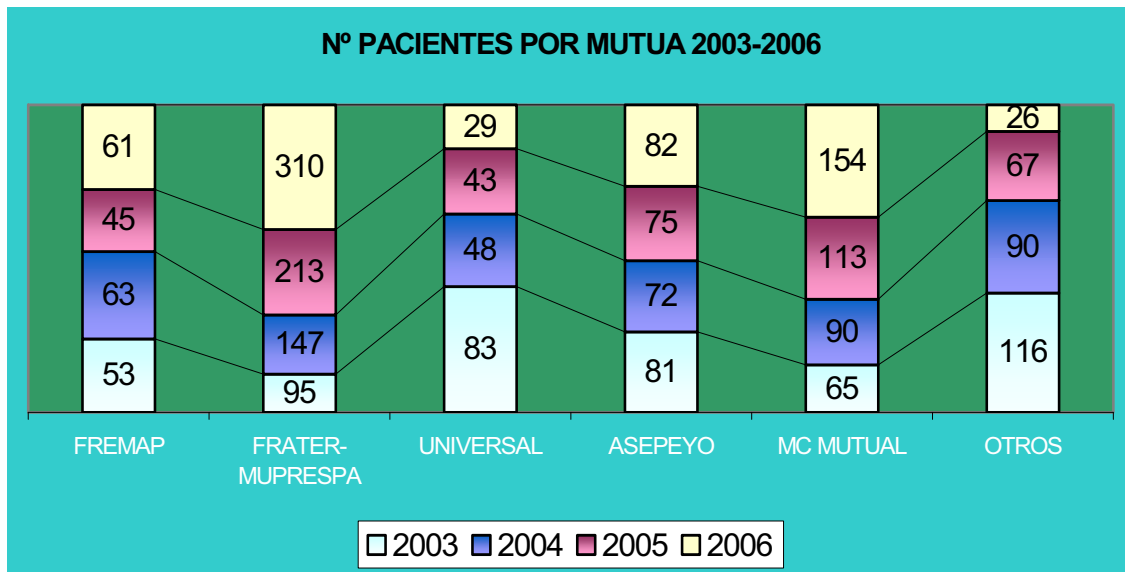 Nº PACIENTES POR MUTUA 2003-2006
61 310 29 82 154 26
45 213 43 75 113 67
63 147 48 72 90 90
53 95 83 81 65 116
FREMAP FRATER- UNIVERSAL ASEPEYO MC MUTUAL OTROS
MUPRESPA
2003 2004 2005 2006